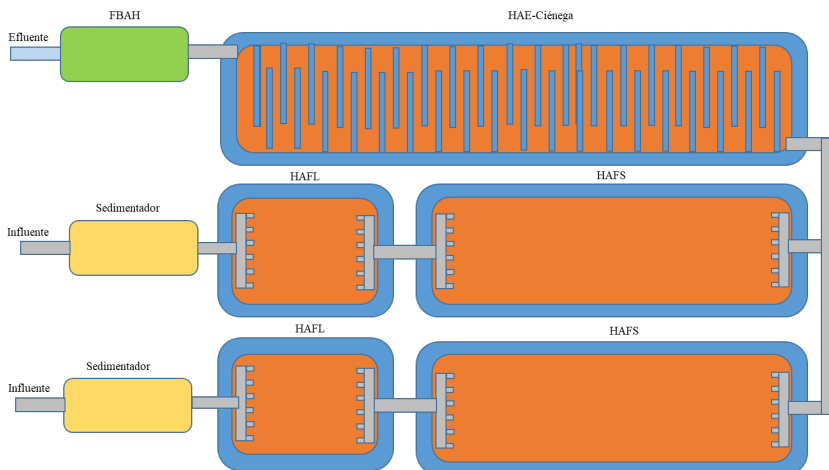 FBAH
HAE-Ciénega
Efluente
HAFL
HAFS
Sedimentador
Influente
HAFL
HAFS
Sedimentador
Influente